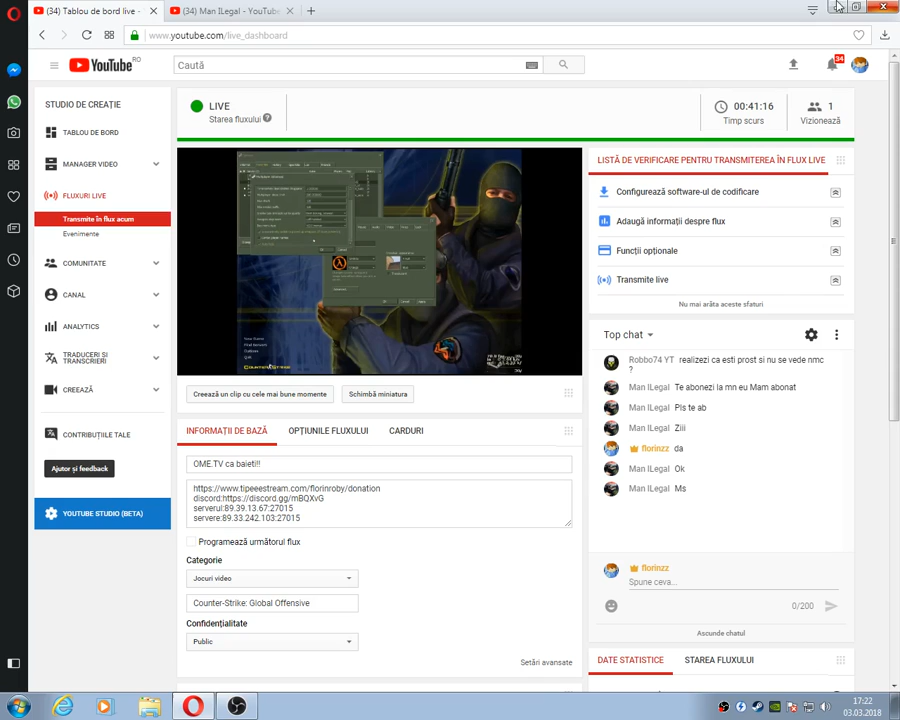 (34) Tablou de bord live -
(34) Man ILegal - YouTube
www.youtube.com/live_dashboard
YouTube RO
Caută
34
STUDIO DE CREAȚIE
TABLOU DE BORD
MANAGER VIDEO
FLUXURI LIVE
Transmite în flux acum
Evenimente
COMUNITATE
CANAL
ANALYTICS
TRADUCERI SI
TRANSCRIERI
CREEAZĂ
CONTRIBUȚIILE TALE
Ajutor și feedback
YOUTUBE STUDIO (BETA)
LIVE
Starea fluxului
00:41:16
Timp scurs
1
Vizionează
COUNTER-STRIKE
Creează un clip cu cele mai bune momente
Schimbă miniatura
INFORMAȚII DE BAZĂ
OPȚIUNILE FLUXULUI
CARDURI
OME.TV ca baieti!!
https://www.tipeeestream.com/florinroby/donation
discord:https://discord.gg/mBQXvG
serverul:89.39.13.67:27015
servere:89.33.242.103:27015
Programează următorul flux
Categorie
Jocuri video
Counter-Strike: Global Offensive
Confidențialitate
Public
Setări avansate
LISTĂ DE VERIFICARE PENTRU TRANSMITEREA ÎN FLUX LIVE
Configurează software-ul de codificare
Adaugă informații despre flux
Funcții opționale
Transmite live
Nu mai arăta aceste sfaturi
Top chat
Robbo74 YT realizezi ca esti prost si nu se vede nmc
?
Man ILegal Te abonezi la mn eu Mam abonat
Man ILegal Pls te ab
Man ILegal Ziii
florinzz da
Man ILegal Ok
Man ILegal Ms
florinzz
Spune ceva...
0/200
Ascunde chatul
DATE STATISTICE
STAREA FLUXULUI
17:22
03.03.2018